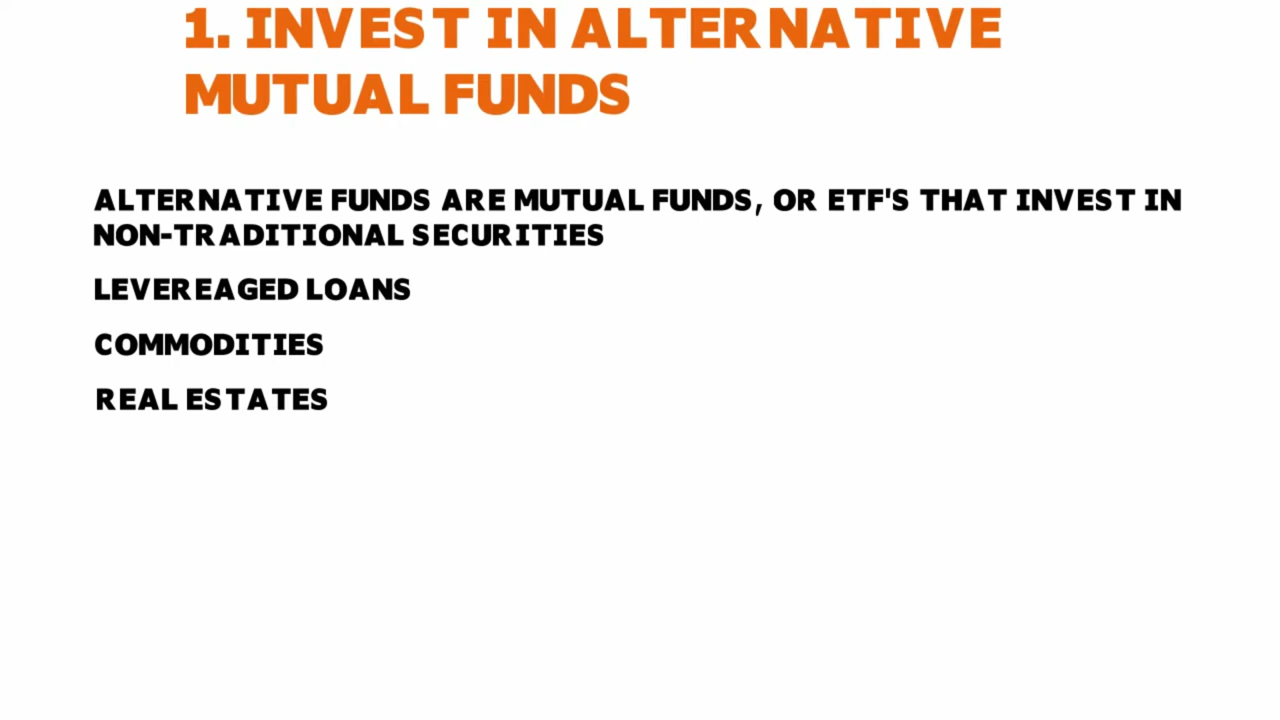 1. INVEST IN ALTERNATIVE
MUTUAL FUNDS
ALTERNATIVE FUNDS ARE MUTUAL FUNDS, OR ETF'S THAT INVEST IN
NON-TRADITIONAL SECURITIES
LEVEREAGED LOANS
COMMODITIES
REAL ESTATES